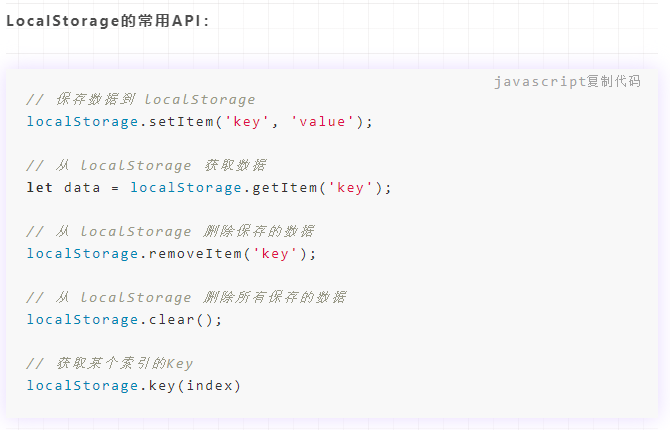 LocalStorage的常用API：
javascript复制代码
// 保存数据到 localStorage
localStorage.setItem('key', 'value');
// 从 localStorage 获取数据
let data = localStorage.getItem('key');
// 从 localStorage 删除保存的数据
localStorage.removeItem('key');
// 从 localStorage 删除所有保存的数据
localStorage.clear();
// 获取某个索引的Key
localStorage.key(index)